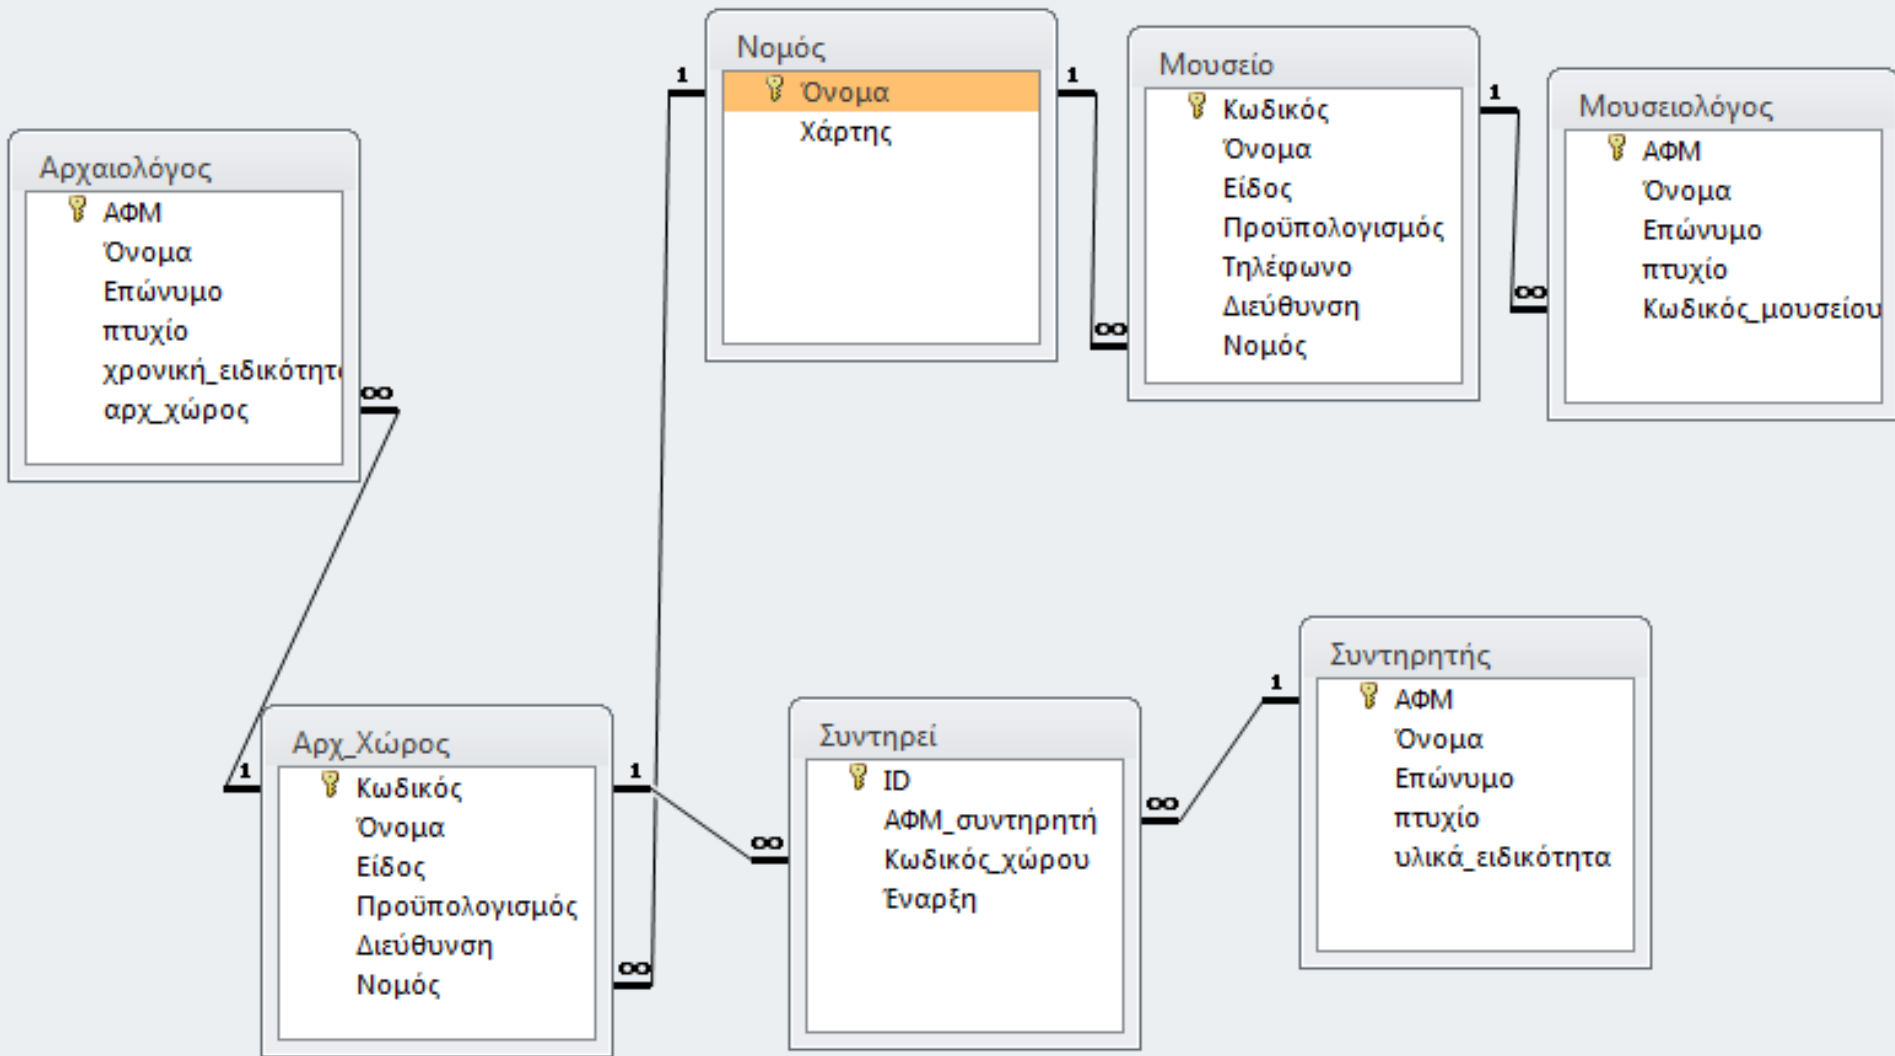 Νομός
1
Όνομα
1
Χάρτης
Μουσείο
Κωδικός
1
Όνομα
Είδος
Προϋπολογισμός
Τηλέφωνο
Διεύθυνση
∞
Νομός
Μουσειολόγος
ΑΦΜ
Όνομα
Επώνυμο
πτυχίο
∞
Κωδικός_μουσείου
Αρχαιολόγος
ΑΦΜ
Όνομα
Επώνυμο
πτυχίο
χρονική_ειδικότητα
∞
αρχ_χώρος
Αρχ_Χώρος
1
Κωδικός
1
Όνομα
Είδος
Προϋπολογισμός
Διεύθυνση
Νομός
∞
Συντηρεί
ID
ΑΦΜ_συντηρητή
∞
∞
Κωδικός_χώρου
Έναρξη
Συντηρητής
1
ΑΦΜ
Όνομα
Επώνυμο
πτυχίο
υλικά_ειδικότητα